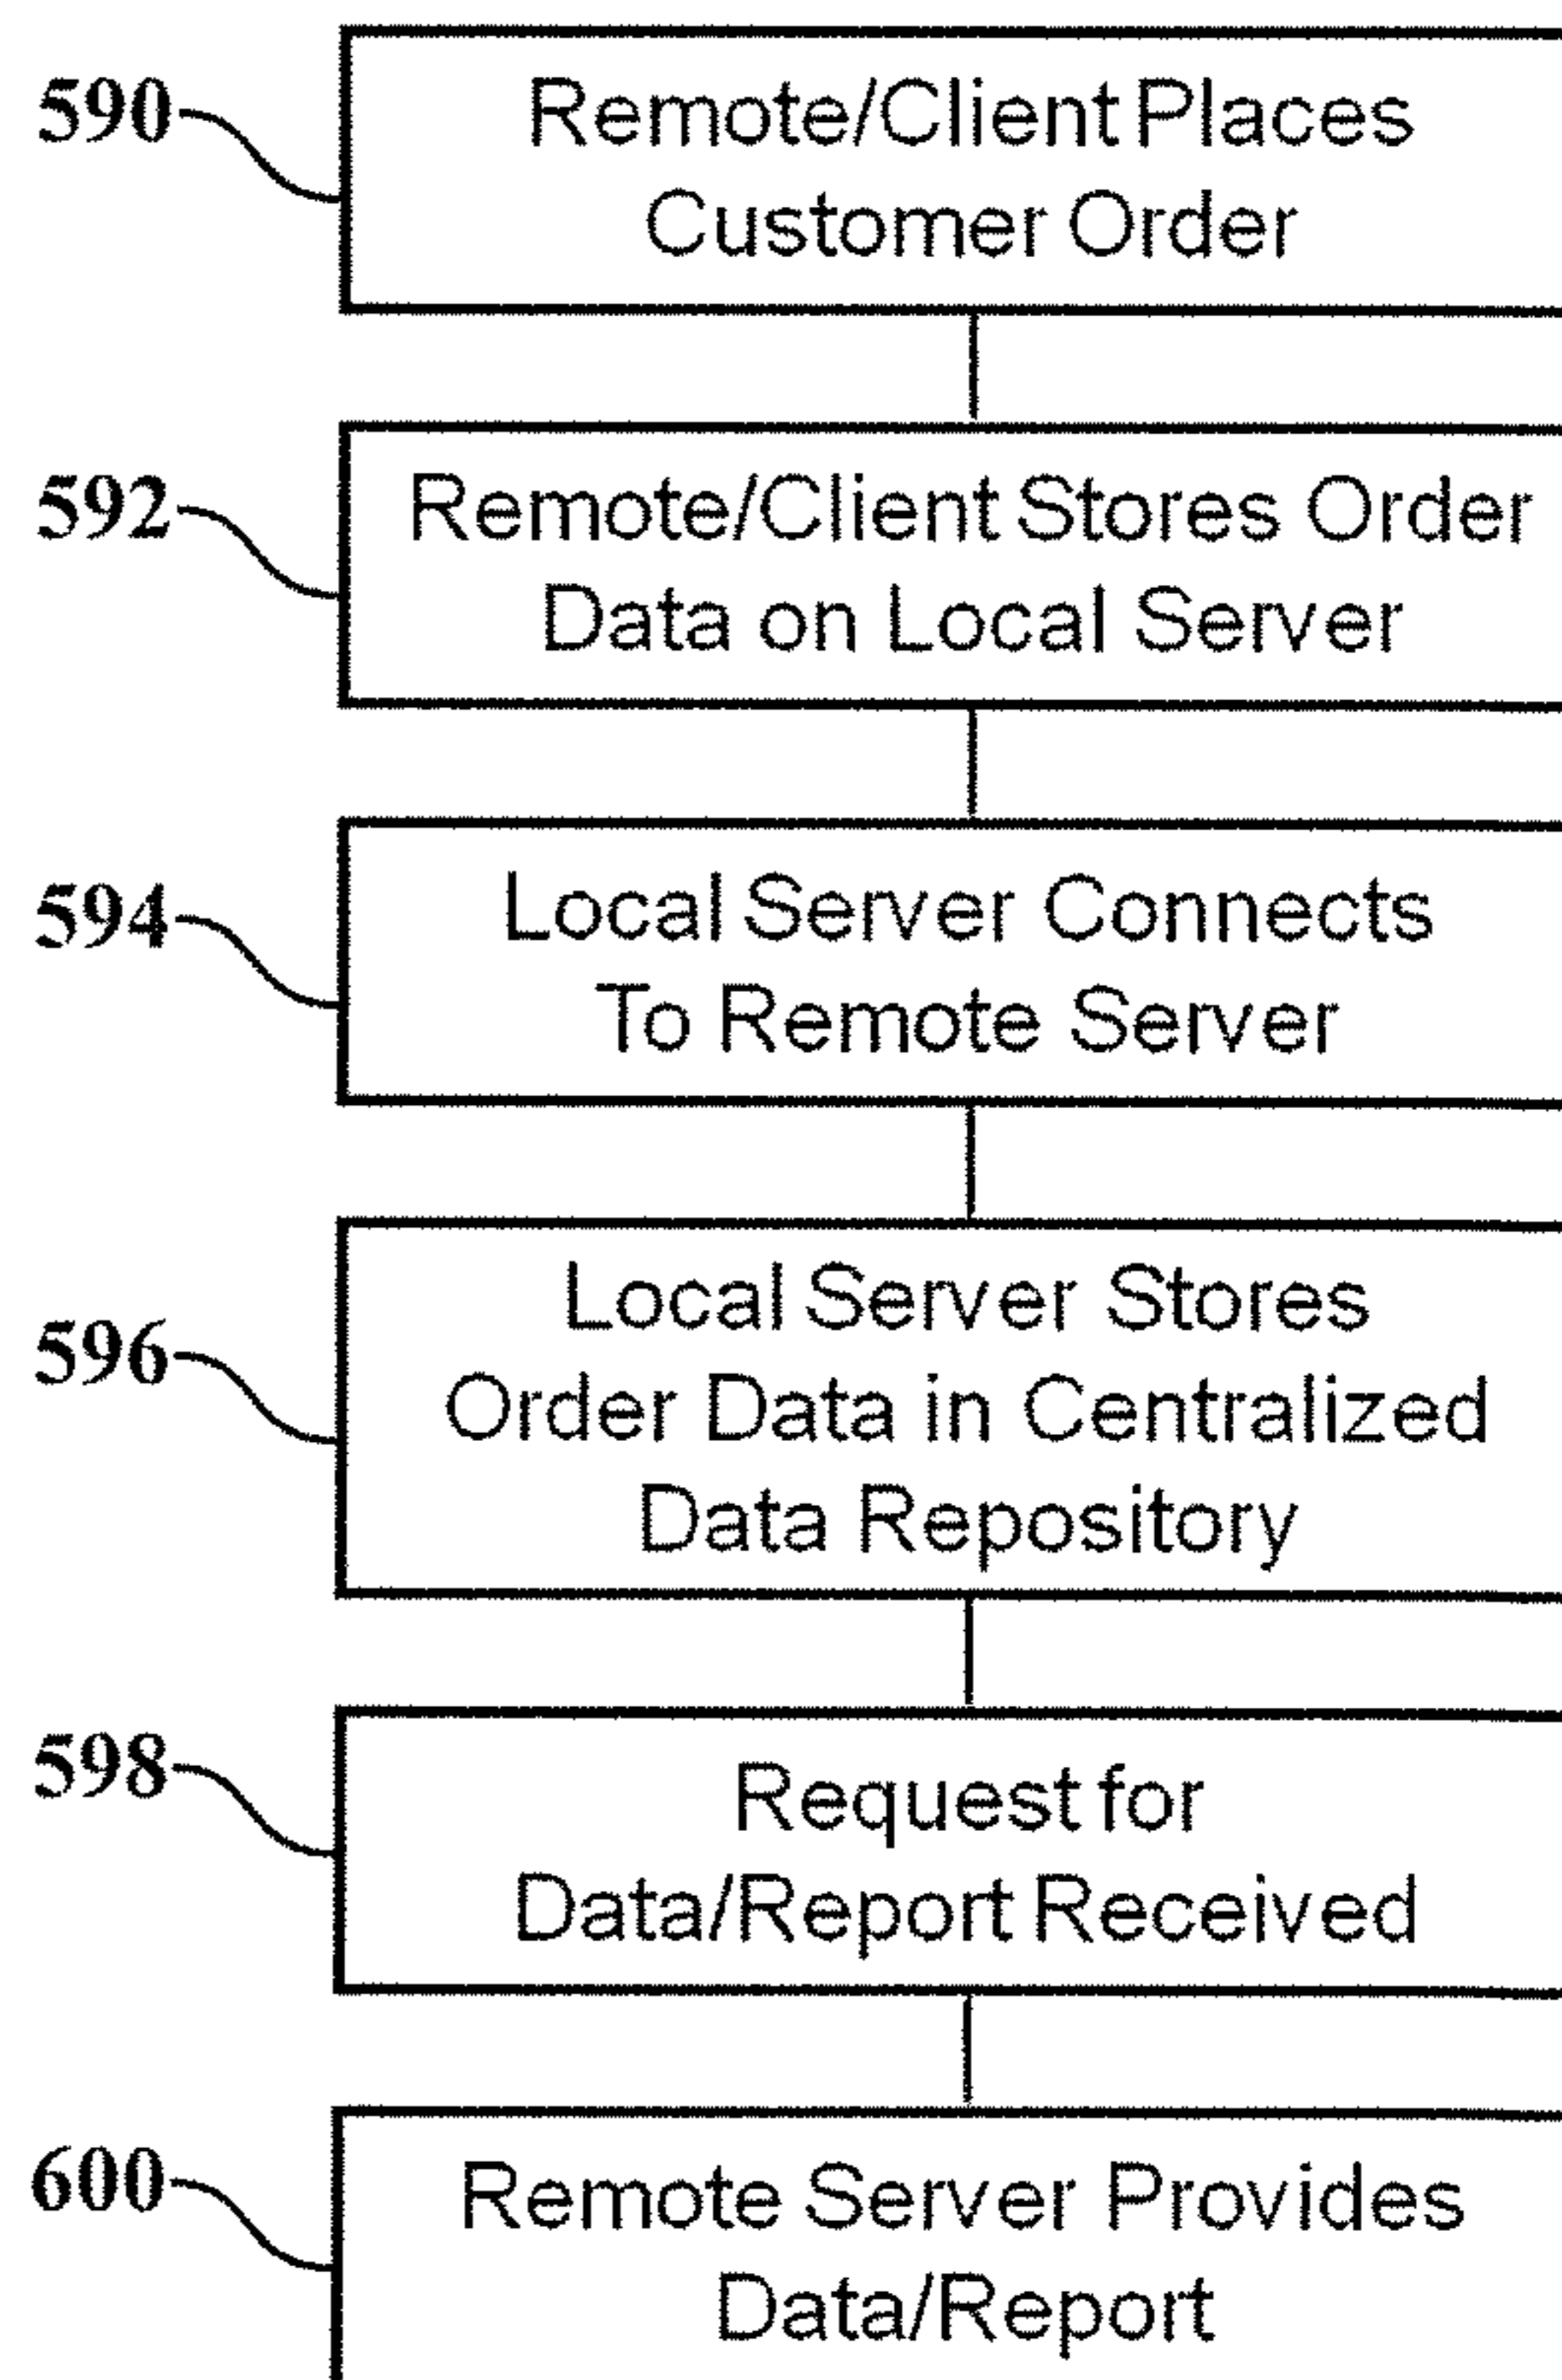 590
Remote/Client Places
Customer Order
592
Remote/Client Stores Order
Data on Local Server
594
Local Server Connects
To Remote Server
596
Local Server Stores
Order Data in Centralized
Data Repository
598
Request for
Data/Report Received
600
Remote Server Provides
Data/Report